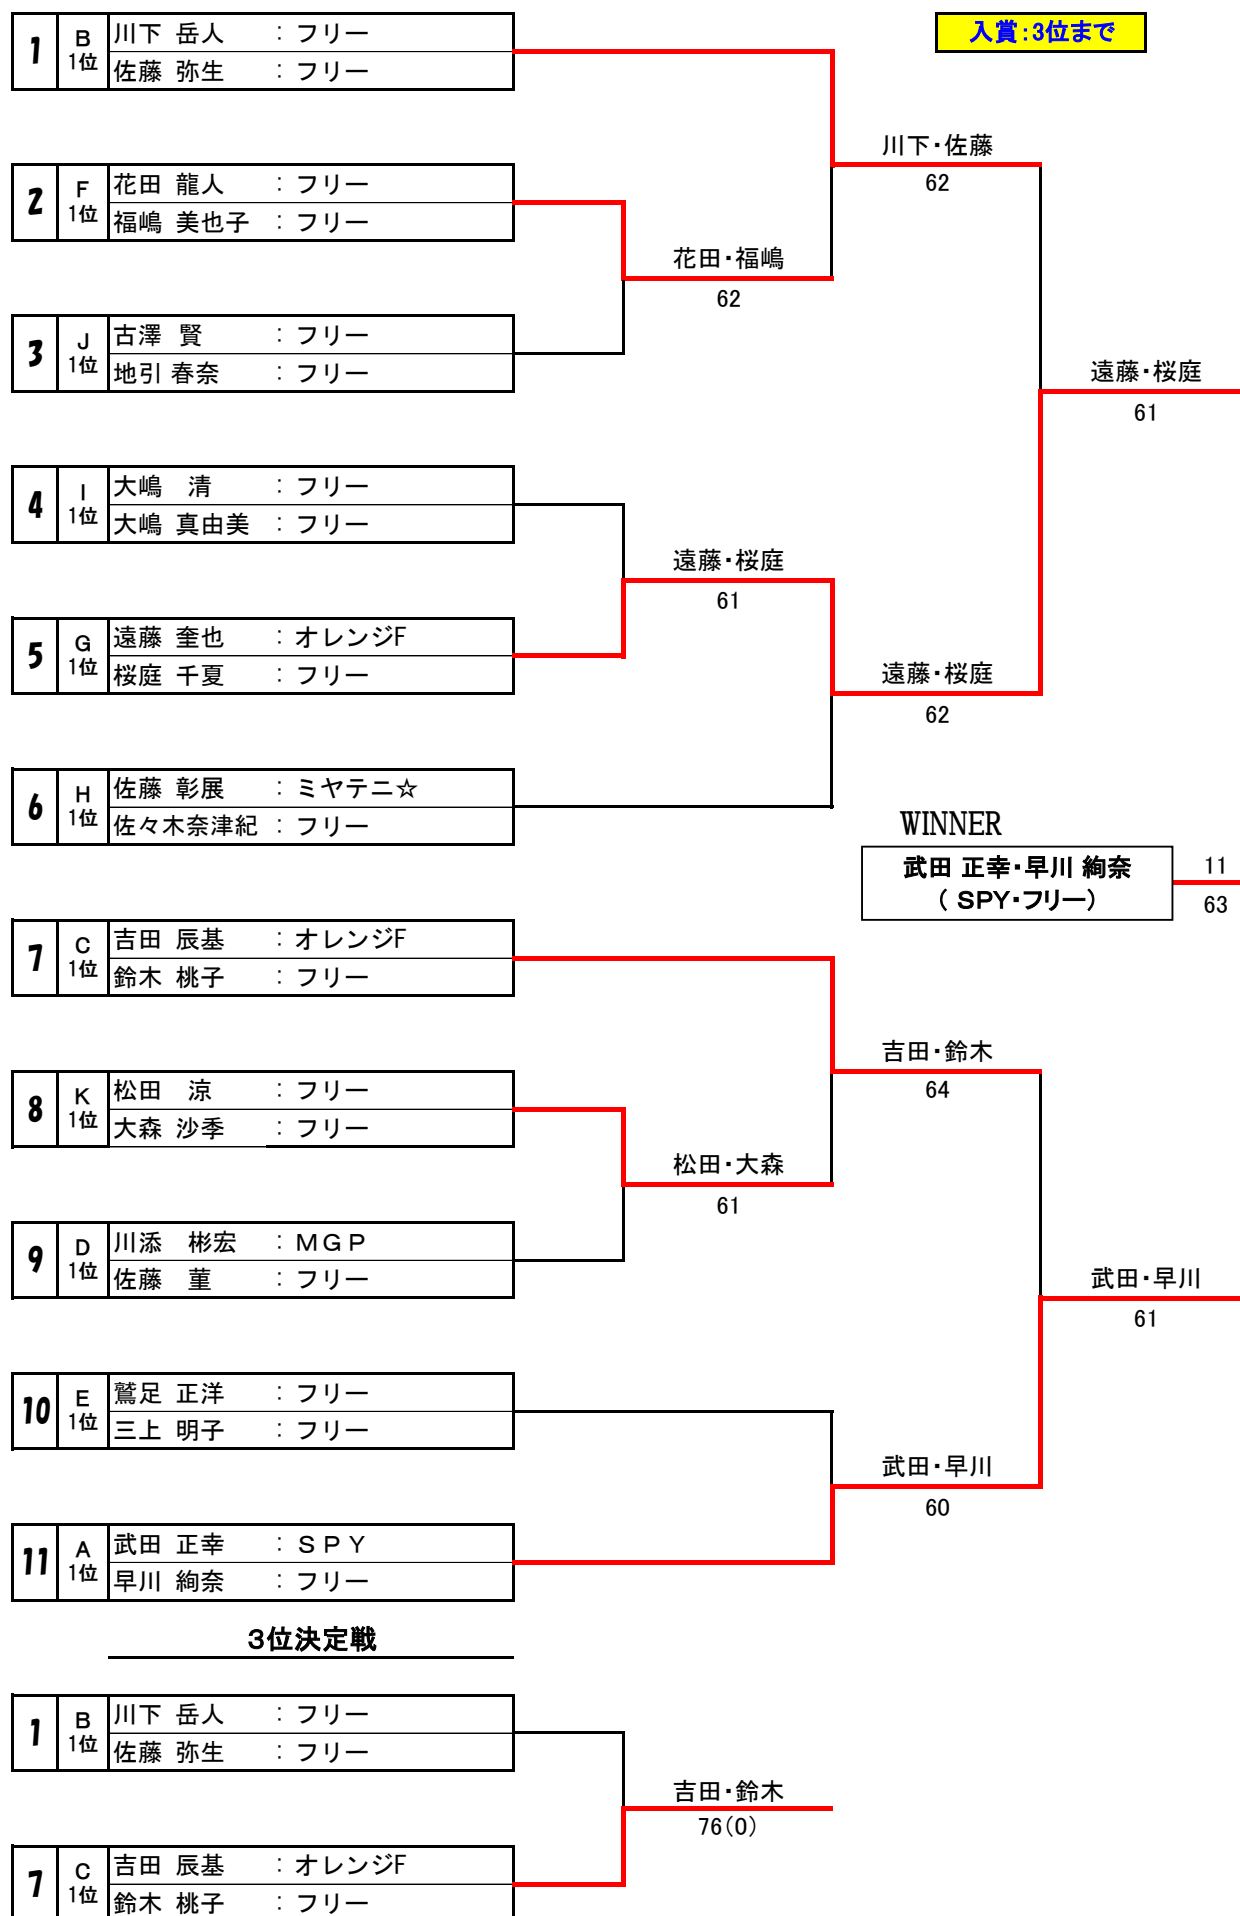 入賞:3位まで
1 B 1位 川下 岳人 : フリー
佐藤 弥生 : フリー
川下・佐藤
62
2 F 1位 花田 龍人 : フリー
福嶋 美也子 : フリー
花田・福嶋
62
3 J 1位 古澤 賢 : フリー
地引 春奈 : フリー
遠藤・桜庭
61
4 I 1位 大嶋 清 : フリー
大嶋 真由美 : フリー
遠藤・桜庭
61
5 G 1位 遠藤 奎也 : オレンジF
桜庭 千夏 : フリー
遠藤・桜庭
62
6 H 1位 佐藤 彰展 : ミヤテニ☆
佐々木奈津紀 : フリー
WINNER
武田 正幸・早川 絢奈
( SPY・フリー)
11
63
7 C 1位 吉田 辰基 : オレンジF
鈴木 桃子 : フリー
吉田・鈴木
64
8 K 1位 松田 涼 : フリー
大森 沙季 : フリー
松田・大森
61
9 D 1位 川添 彬宏 : MGP
佐藤 菫 : フリー
武田・早川
61
10 E 1位 鷲足 正洋 : フリー
三上 明子 : フリー
武田・早川
60
11 A 1位 武田 正幸 : SPY
早川 絢奈 : フリー
3位決定戦
1 B 1位 川下 岳人 : フリー
佐藤 弥生 : フリー
吉田・鈴木
76(0)
7 C 1位 吉田 辰基 : オレンジF
鈴木 桃子 : フリー